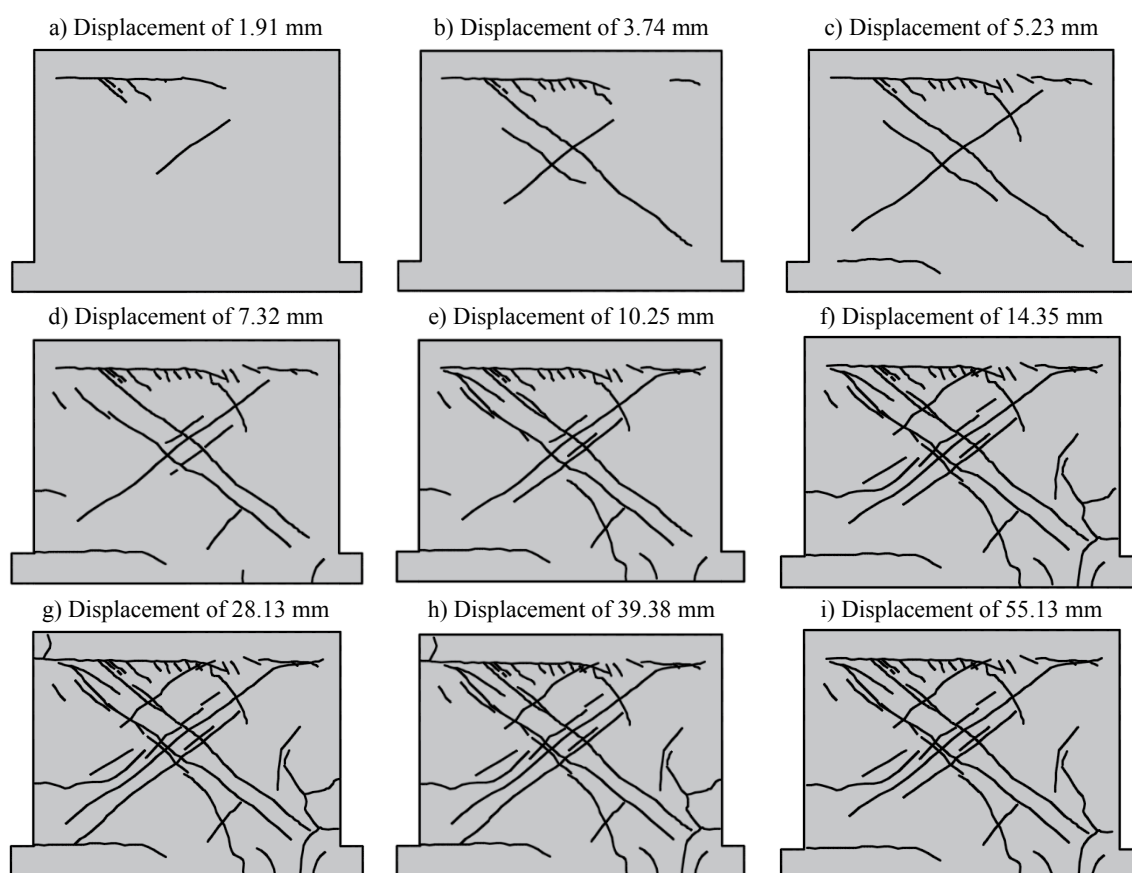 a) Displacement of 1.91 mm
b) Displacement of 3.74 mm
c) Displacement of 5.23 mm
d) Displacement of 7.32 mm
e) Displacement of 10.25 mm
f) Displacement of 14.35 mm
g) Displacement of 28.13 mm
h) Displacement of 39.38 mm
i) Displacement of 55.13 mm